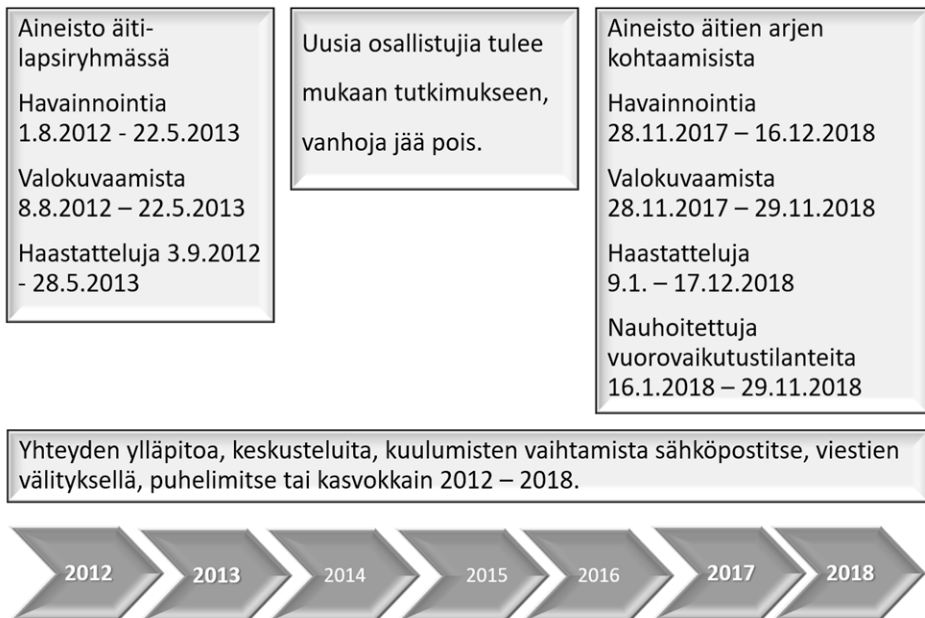 Aineisto äiti-
lapsiryhmässä
Havainnointia
1.8.2012 - 22.5.2013
Valokuvaamista
8.8.2012 – 22.5.2013
Haastatteluja 3.9.2012
- 28.5.2013
Uusia osallistujia tulee
mukaan tutkimukseen,
vanhoja jää pois.
Aineisto äitien arjen
kohtaamisista
Havainnointia
28.11.2017 – 16.12.2018
Valokuvaamista
28.11.2017 – 29.11.2018
Haastatteluja
9.1. – 17.12.2018
Nauhoitettuja
vuorovaikutustilanteita
16.1.2018 – 29.11.2018
Yhteyden ylläpitoa, keskusteluita, kuulumisten vaihtamista sähköpostitse, viestien
välityksellä, puhelimitse tai kasvokkain 2012 – 2018.
2012 2013 2014 2015 2016 2017 2018